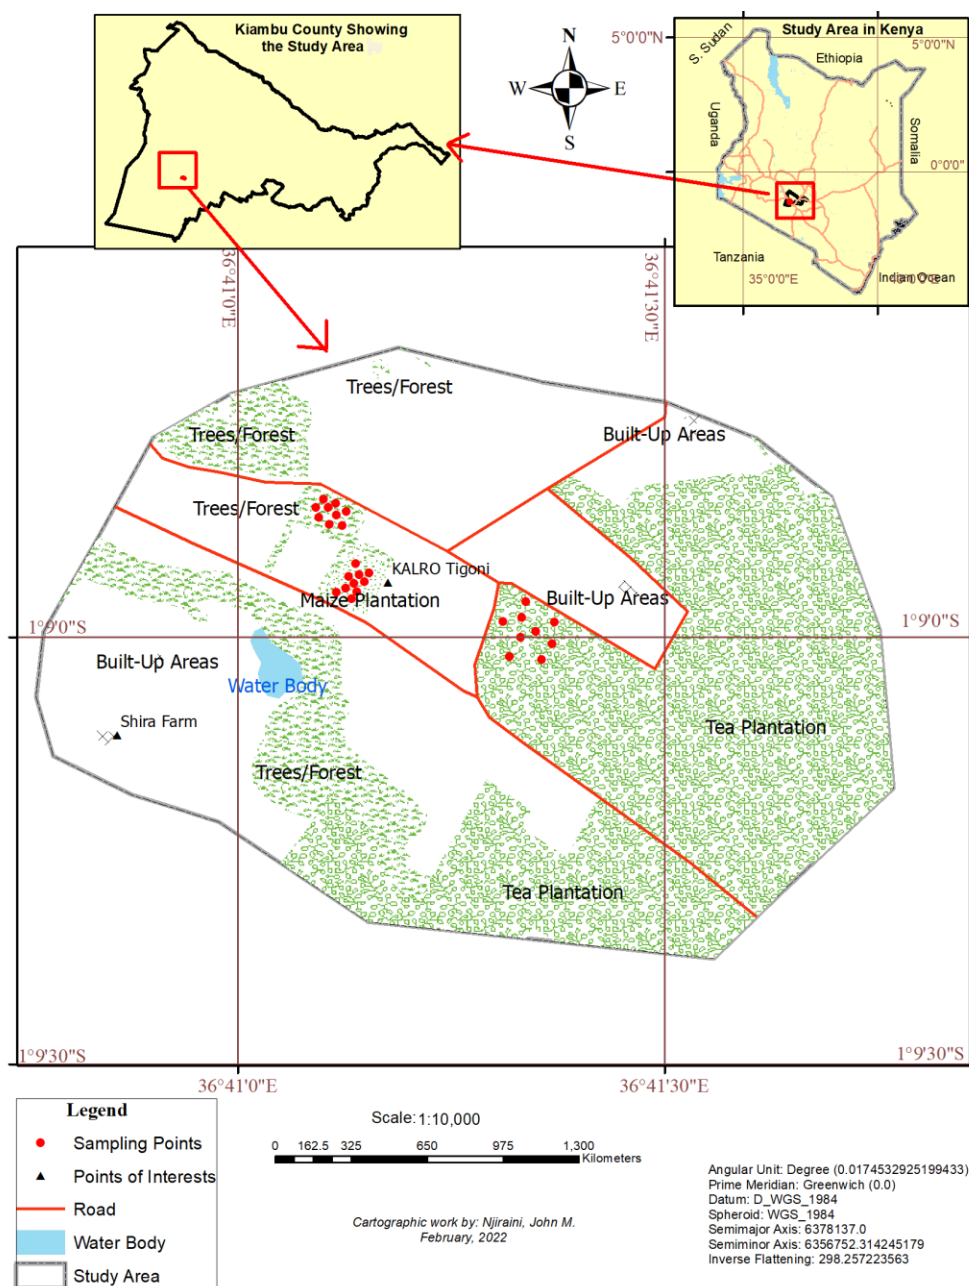 Kiambu County Showing
the Study Area
N
W
E
S
Study Area in Kenya
5°0'0"N
S. Sudan
Ethiopia
Uganda
Somalia
0°0'0"
Tanzania
35°0'0"E
Indian Ocean
36°41'0"E
36°41'30"E
Trees/Forest
Trees/Forest
Built-Up Areas
Trees/Forest
KALRO Tigoni
Maize Plantation
Built-Up Areas
1°9'0"S
1°9'0"S
Built-Up Areas
Water Body
Shira Farm
Tea Plantation
Trees/Forest
Tea Plantation
1°9'30"S
1°9'30"S
36°41'0"E
36°41'30"E
Legend
Sampling Points
Points of Interests
Road
Water Body
Study Area
Scale: 1:10,000
0 162.5 325 650 975 1,300
Kilometers
Cartographic work by: Njiraini, John M.
February, 2022
Angular Unit: Degree (0.0174532925199433)
Prime Meridian: Greenwich (0.0)
Datum: D_WGS_1984
Spheroid: WGS_1984
Semimajor Axis: 6378137.0
Semiminor Axis: 6356752.314245179
Inverse Flattening: 298.257223563